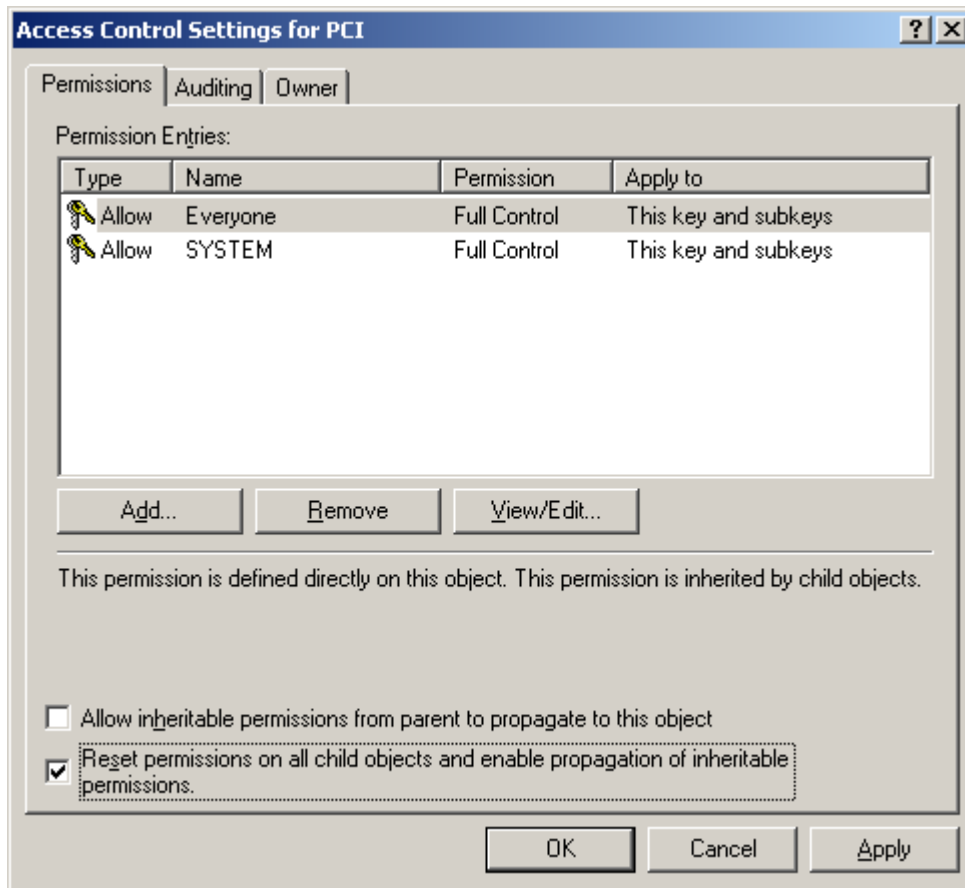 Access Control Settings for PCI
Permissions Auditing Owner
Permission Entries:
Type Name Permission Apply to
Allow Everyone Full Control This key and subkeys
Allow SYSTEM Full Control This key and subkeys
Add... Remove View/Edit...
This permission is defined directly on this object. This permission is inherited by child objects.
Allow inheritable permissions from parent to propagate to this object
Reset permissions on all child objects and enable propagation of inheritable
permissions.
OK Cancel Apply